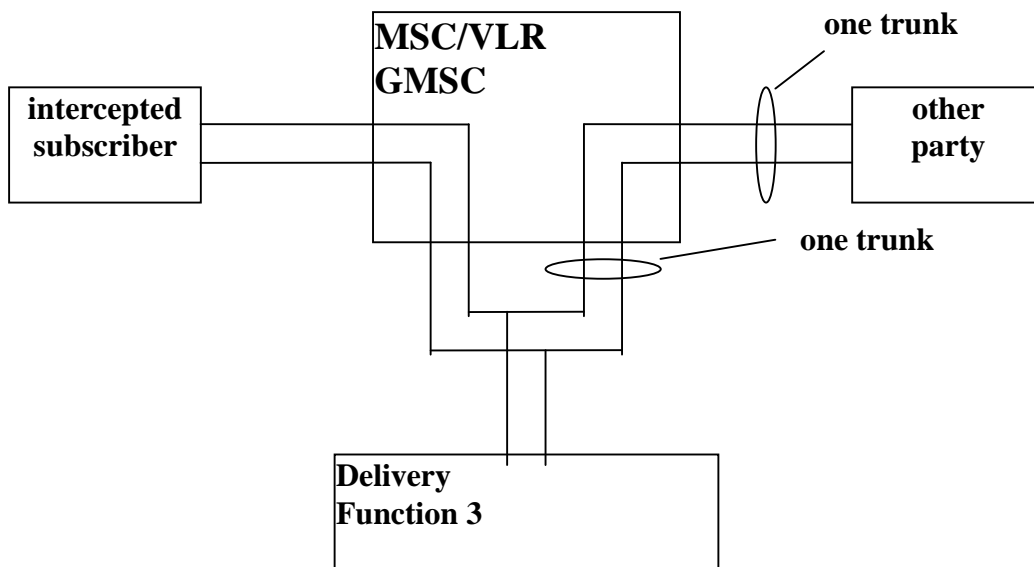 MSC/VLR
GMSC
one trunk
intercepted
subscriber
other
party
one trunk
Delivery
Function 3